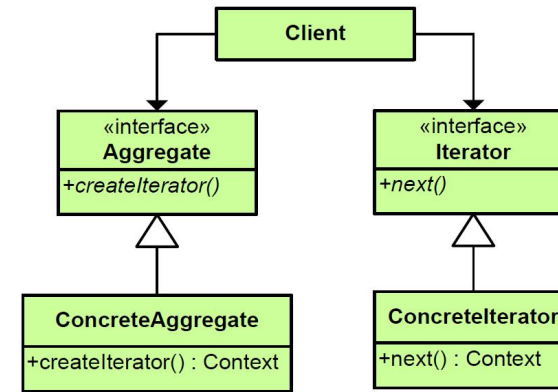 Client
«interface»
Aggregate
+createIterator()
«interface»
Iterator
+next()
ConcreteAggregate
+createIterator() : Context
ConcreteIterator
+next() : Context